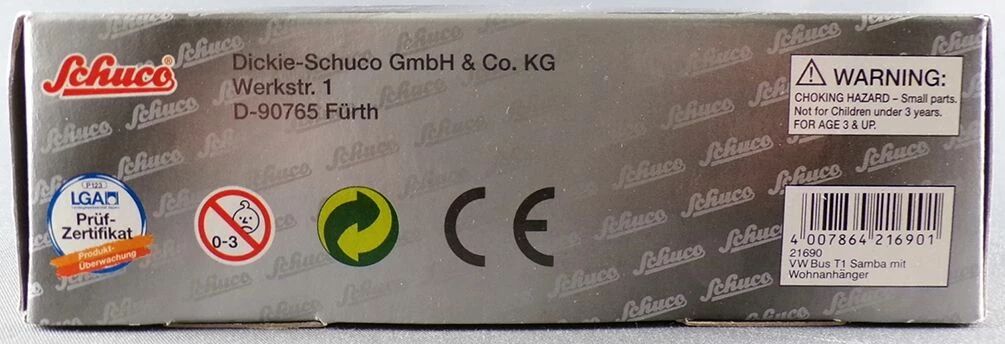 Schuco®
Dickie-Schuco GmbH & Co. KG
Werkstr. 1
D-90765 Fürth
WARNING:
CHOKING HAZARD – Small parts.
Not for Children under 3 years.
FOR AGE 3 & UP.
P123
LGA
Prüf-
Zertifikat
Produkt-
Überwachung
0-3
CE
4 007864 216901
21690
VW Bus T1 Samba mit
Wohnanhänger